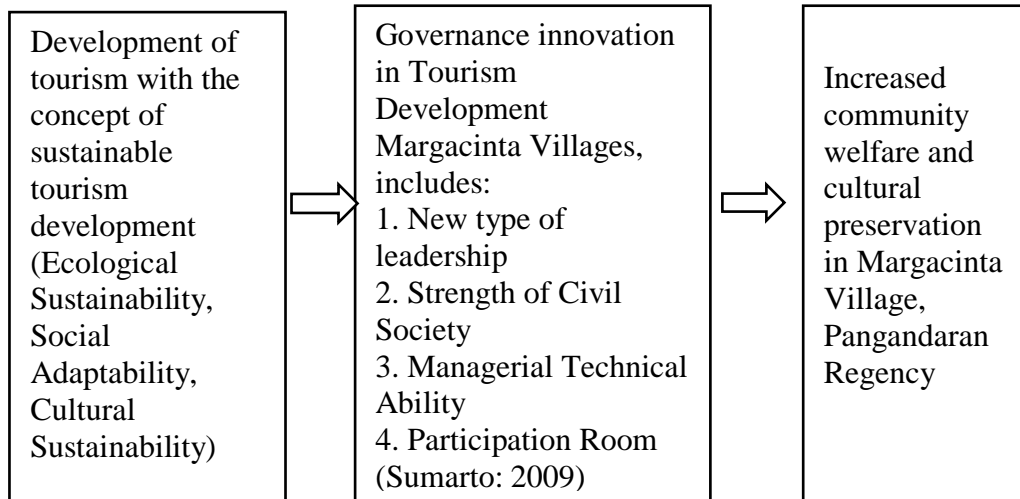 Development of
tourism with the
concept of
sustainable
tourism
development
(Ecological
Sustainability,
Social
Adaptability,
Cultural
Sustainability)
Governance innovation
in Tourism
Development
Margacinta Villages,
includes:
1. New type of
leadership
2. Strength of Civil
Society
3. Managerial Technical
Ability
4. Participation Room
(Sumarto: 2009)
Increased
community
welfare and
cultural
preservation
in Margacinta
Village,
Pangandaran
Regency